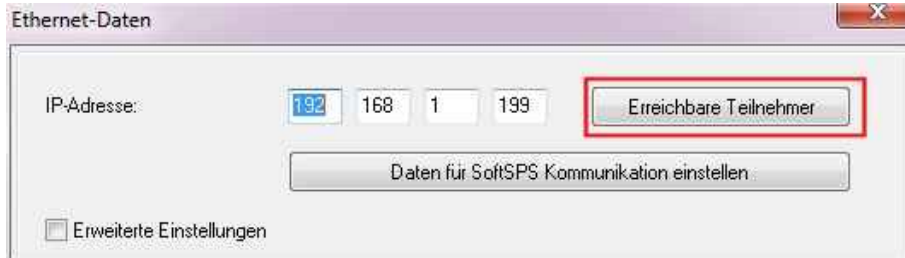 Ethernet-Daten
IP-Adresse: 192 168 1 199 Erreichbare Teilnehmer
Daten für SoftSPS Kommunikation einstellen
Erweiterte Einstellungen